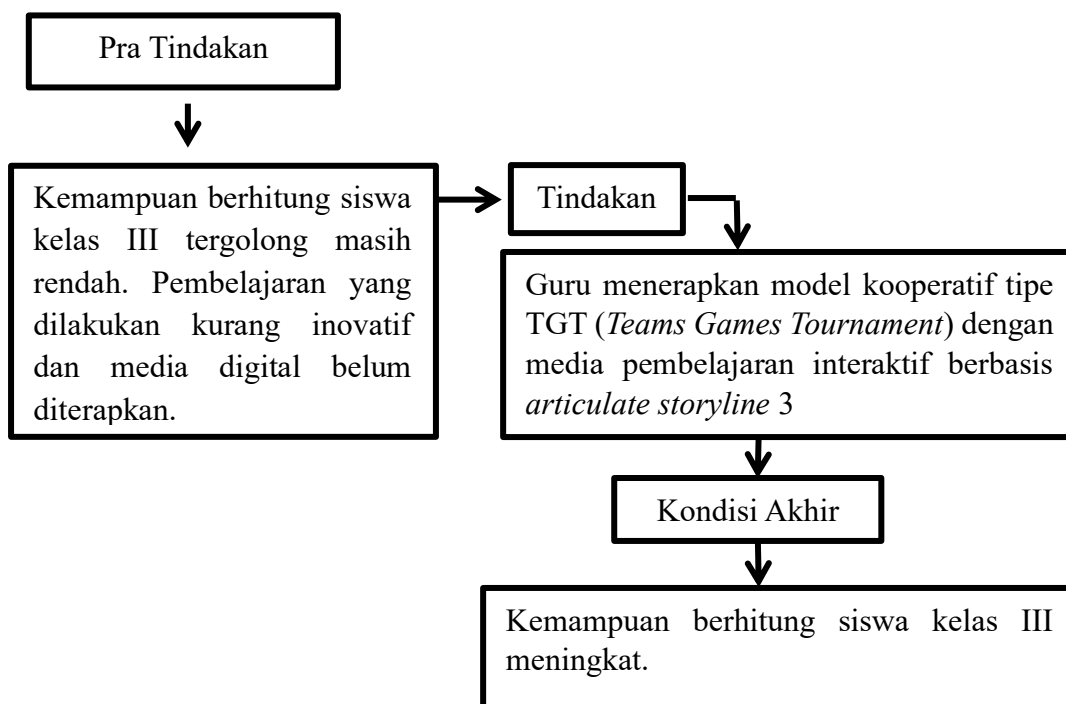 Pra Tindakan
Kemampuan berhitung siswa
kelas III tergolong masih
rendah. Pembelajaran yang
dilakukan kurang inovatif
dan media digital belum
diterapkan.
Tindakan
Guru menerapkan model kooperatif tipe
TGT (Teams Games Tournament) dengan
media pembelajaran interaktif berbasis
articulate storyline 3
Kondisi Akhir
Kemampuan berhitung siswa kelas III
meningkat.